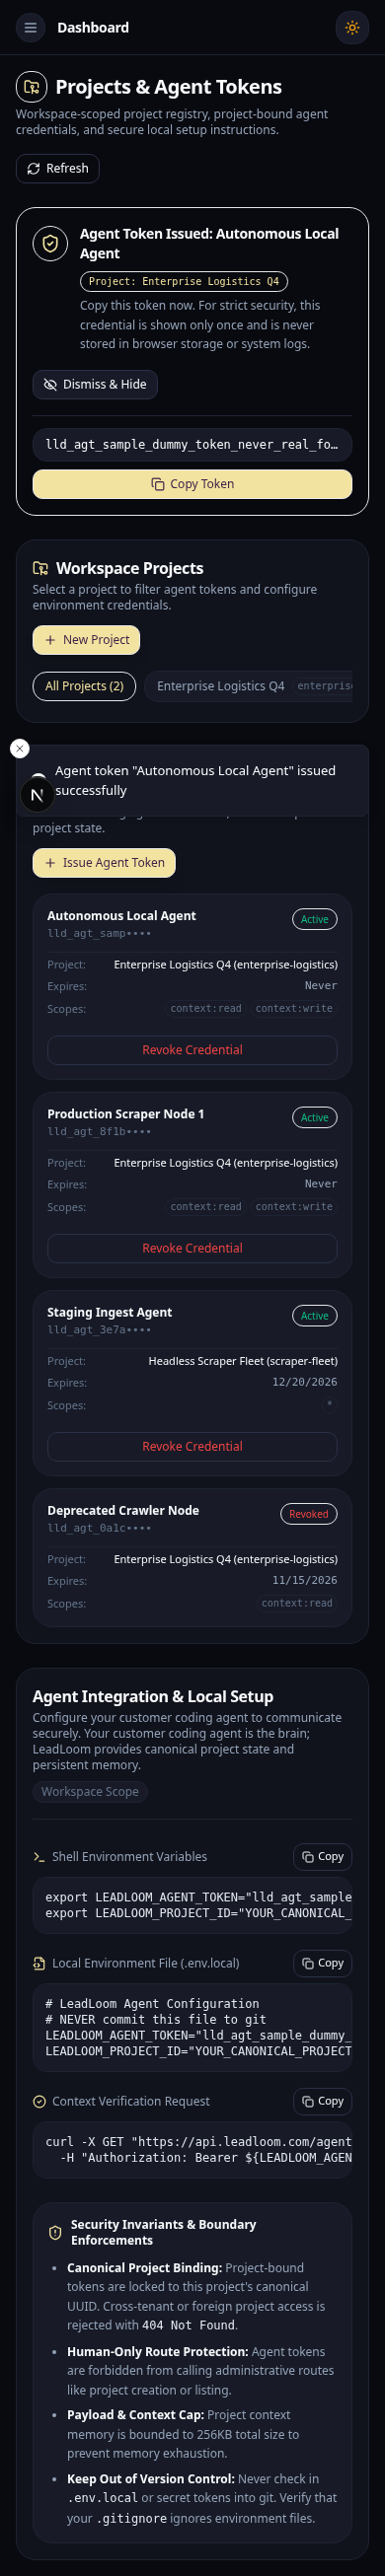 Dashboard
Projects & Agent Tokens
Workspace-scoped project registry, project-bound agent
credentials, and secure local setup instructions.
Refresh
Agent Token Issued: Autonomous Local
Agent
Project: Enterprise Logistics Q4
Copy this token now. For strict security, this
credential is shown only once and is never
stored in browser storage or system logs.
Dismiss & Hide
lld_agt_sample_dummy_token_never_real_fo…
Copy Token
Workspace Projects
Select a project to filter agent tokens and configure
environment credentials.
New Project
All Projects (2)
Enterprise Logistics Q4 enterprise
Agent token "Autonomous Local Agent" issued
successfully
N
project state.
Issue Agent Token
Autonomous Local Agent
Active
lld_agt_samp••••
Project: Enterprise Logistics Q4 (enterprise-logistics)
Expires: Never
Scopes: context:read context:write
Revoke Credential
Production Scraper Node 1
Active
lld_agt_8f1b••••
Project: Enterprise Logistics Q4 (enterprise-logistics)
Expires: Never
Scopes: context:read context:write
Revoke Credential
Staging Ingest Agent
Active
lld_agt_3e7a••••
Project: Headless Scraper Fleet (scraper-fleet)
Expires: 12/20/2026
Scopes: *
Revoke Credential
Deprecated Crawler Node
Revoked
lld_agt_0a1c••••
Project: Enterprise Logistics Q4 (enterprise-logistics)
Expires: 11/15/2026
Scopes: context:read
Agent Integration & Local Setup
Configure your customer coding agent to communicate
securely. Your customer coding agent is the brain;
LeadLoom provides canonical project state and
persistent memory.
Workspace Scope
Shell Environment Variables
Copy
export LEADLOOM_AGENT_TOKEN="lld_agt_sample
export LEADLOOM_PROJECT_ID="YOUR_CANONICAL_
Local Environment File (.env.local)
Copy
# LeadLoom Agent Configuration
# NEVER commit this file to git
LEADLOOM_AGENT_TOKEN="lld_agt_sample_dummy_
LEADLOOM_PROJECT_ID="YOUR_CANONICAL_PROJECT
Context Verification Request
Copy
curl -X GET "https://api.leadloom.com/agent
-H "Authorization: Bearer ${LEADLOOM_AGEN
Security Invariants & Boundary
Enforcements
• Canonical Project Binding: Project-bound
tokens are locked to this project's canonical
UUID. Cross-tenant or foreign project access is
rejected with 404 Not Found.
• Human-Only Route Protection: Agent tokens
are forbidden from calling administrative routes
like project creation or listing.
• Payload & Context Cap: Project context
memory is bounded to 256KB total size to
prevent memory exhaustion.
• Keep Out of Version Control: Never check in
.env.local or secret tokens into git. Verify that
your .gitignore ignores environment files.